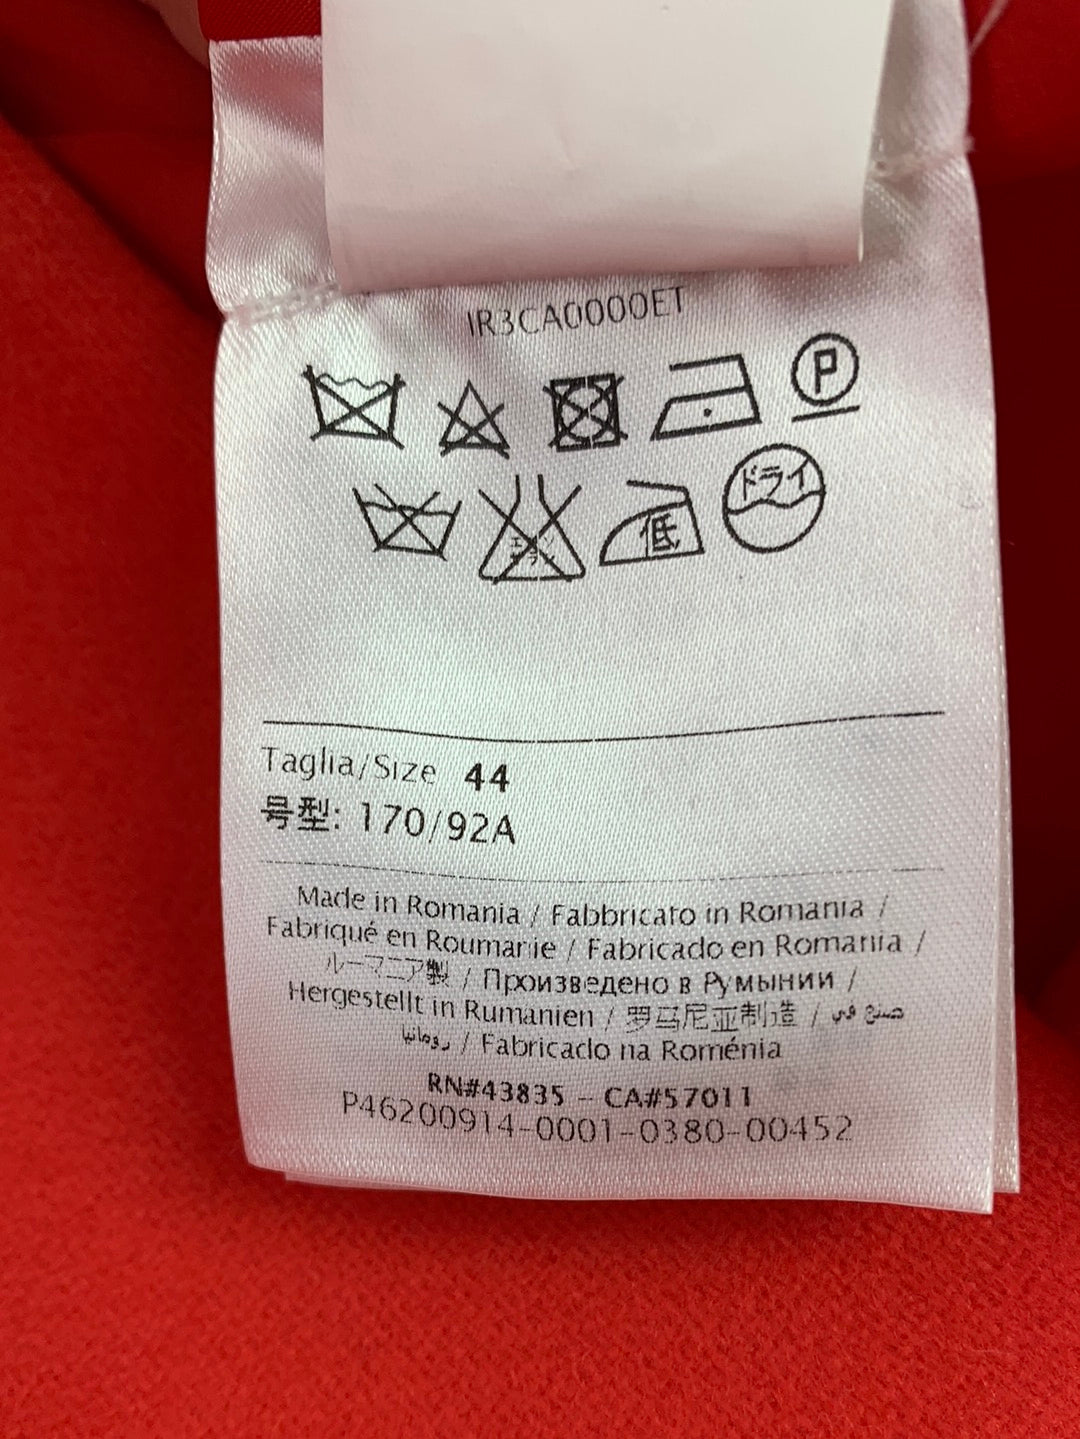 IR3CA0000ET
P
ドライ
低
Taglia/Size 44
号型: 170/92A
Made in Romania / Fabbricato in Romania /
Fabriqué en Roumanie / Fabricado en Romania /
ルーマニア製 / Произведено в Румынии /
Hergestellt in Rumanien / 罗马尼亚制造 / صنع في
رومانيا / Fabricado na Roménia
RN#43835 - CA#57011
P46200914-0001-0380-00452